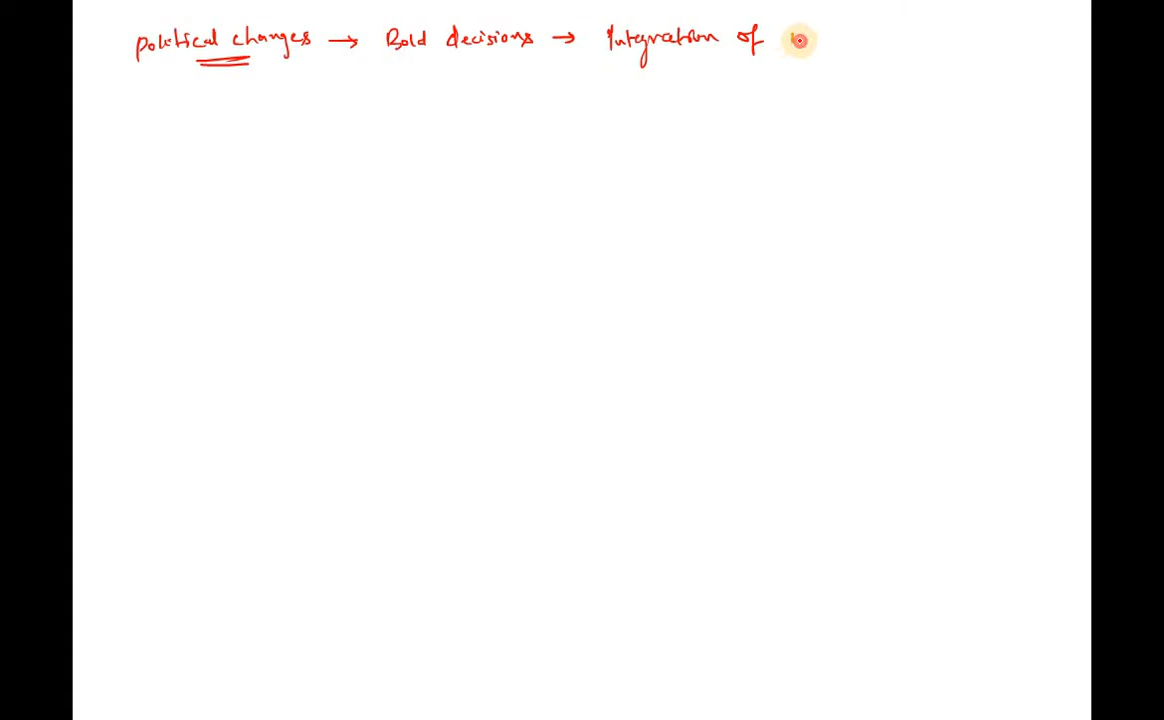 political changes → Bold decisions → Integration of